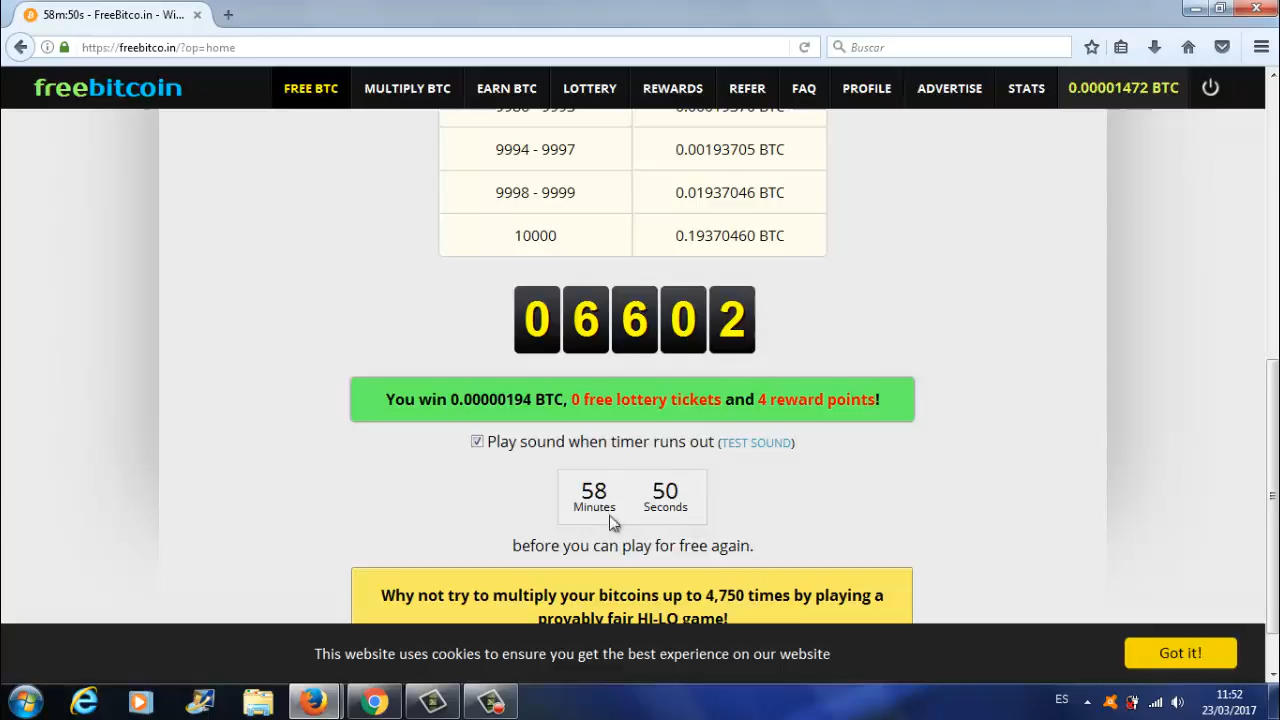 58m:50s - FreeBitco.in - Wi...
https://freebitco.in/?op=home
Buscar
freebitcoin
FREE BTC
MULTIPLY BTC
EARN BTC
LOTTERY
REWARDS
REFER
FAQ
PROFILE
ADVERTISE
STATS
0.00001472 BTC
9994 - 9997 0.00193705 BTC
9998 - 9999 0.01937046 BTC
10000 0.19370460 BTC
06602
You win 0.00000194 BTC, 0 free lottery tickets and 4 reward points!
Play sound when timer runs out (TEST SOUND)
58 50
Minutes Seconds
before you can play for free again.
Why not try to multiply your bitcoins up to 4,750 times by playing a
provably fair HI-LO game!
This website uses cookies to ensure you get the best experience on our website
Got it!
ES
11:52
23/03/2017